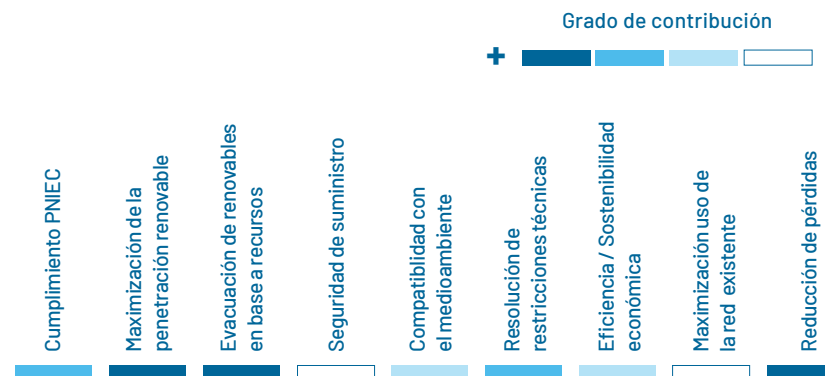 Grado de contribución
+
Cumplimiento PNIEC
Maximización de la
penetración renovable
Evacuación de renovables
en base a recursos
Seguridad de suministro
Compatiblidad con
el medioambiente
Resolución de
restricciones técnicas
Eficiencia / Sostenibilidad
económica
Maximización uso de
la red existente
Reducción de pérdidas